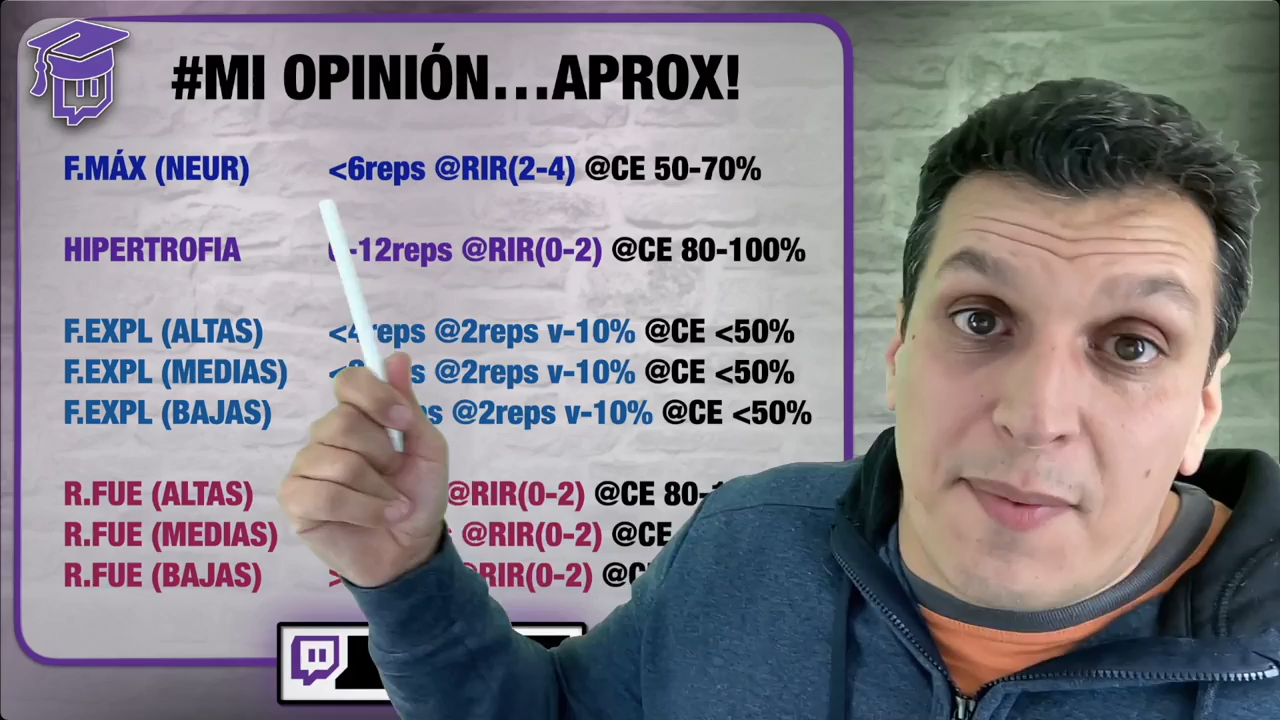 #MI OPINIÓN...APROX!
F.MÁX (NEUR) <6reps @RIR(2-4) @CE 50-70%
HIPERTROFIA -12reps @RIR(0-2) @CE 80-100%
F.EXPL (ALTAS) <4reps @2reps v-10% @CE <50%
F.EXPL (MEDIAS) @2reps v-10% @CE <50%
F.EXPL (BAJAS) @2reps v-10% @CE <50%
R.FUE (ALTAS) @RIR(0-2) @CE 80-
R.FUE (MEDIAS) @RIR(0-2) @CE
R.FUE (BAJAS) > @RIR(0-2)